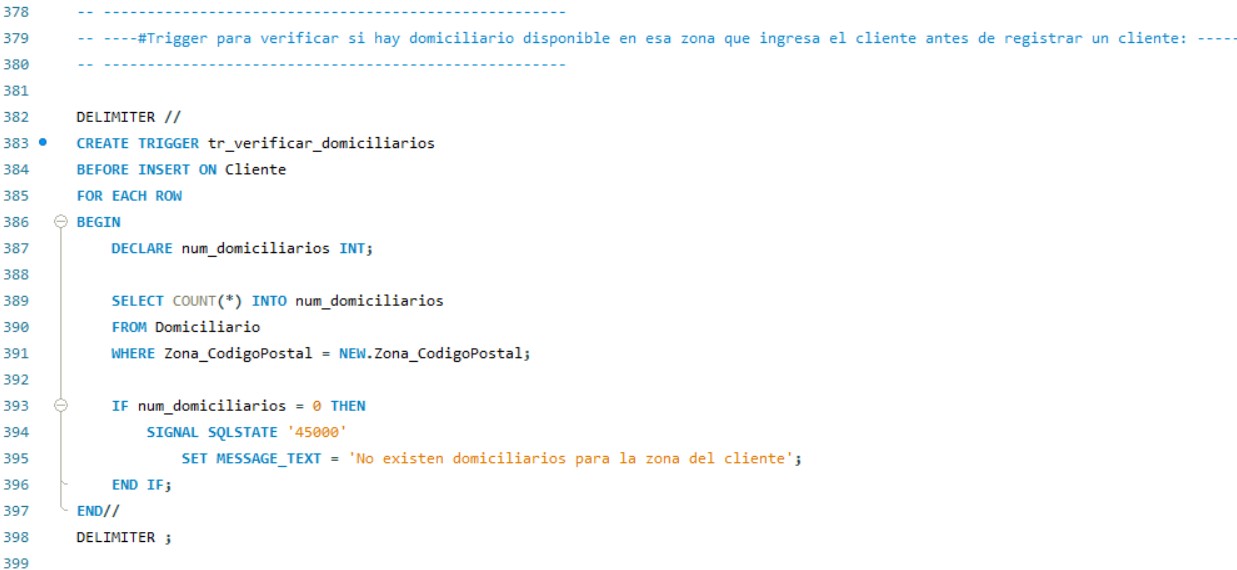 378 -- -----------------------------------------------------
379 -- ----#Trigger para verificar si hay domiciliario disponible en esa zona que ingresa el cliente antes de registrar un cliente: -----
380 -- -----------------------------------------------------
381
382 DELIMITER //
383 CREATE TRIGGER tr_verificar_domiciliarios
384 BEFORE INSERT ON Cliente
385 FOR EACH ROW
386 BEGIN
387 DECLARE num_domiciliarios INT;
388
389 SELECT COUNT(*) INTO num_domiciliarios
390 FROM Domiciliario
391 WHERE Zona_CodigoPostal = NEW.Zona_CodigoPostal;
392
393 IF num_domiciliarios = 0 THEN
394 SIGNAL SQLSTATE '45000'
395 SET MESSAGE_TEXT = 'No existen domiciliarios para la zona del cliente';
396 END IF;
397 END//
398 DELIMITER ;
399